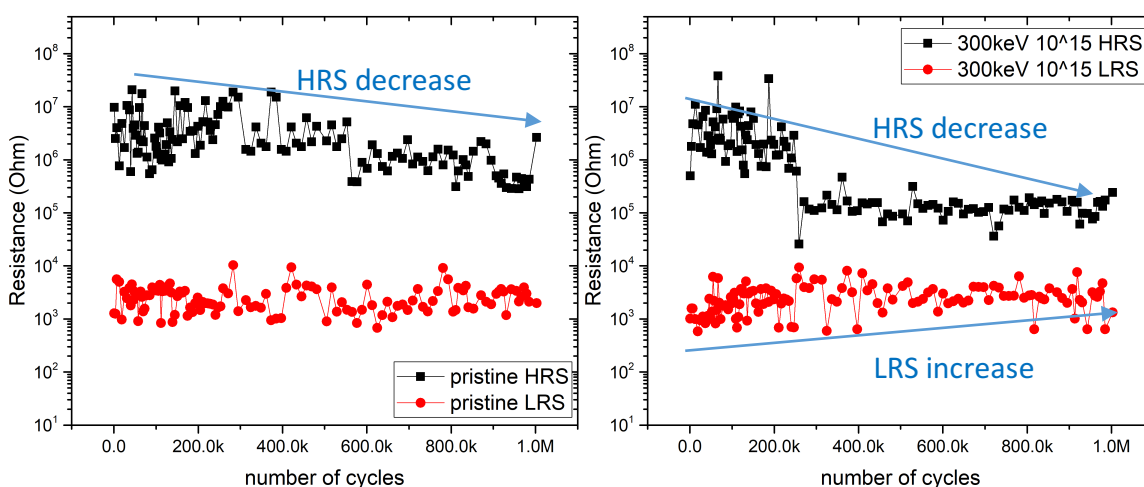 Resistance (Ohm)
10^8
10^7
10^6
10^5
10^4
10^3
10^2
10^1
HRS decrease
pristine HRS
pristine LRS
0.0 200.0k 400.0k 600.0k 800.0k 1.0M
number of cycles
Resistance (Ohm)
10^8
10^7
10^6
10^5
10^4
10^3
10^2
10^1
300keV 10^15 HRS
300keV 10^15 LRS
HRS decrease
LRS increase
0.0 200.0k 400.0k 600.0k 800.0k 1.0M
number of cycles